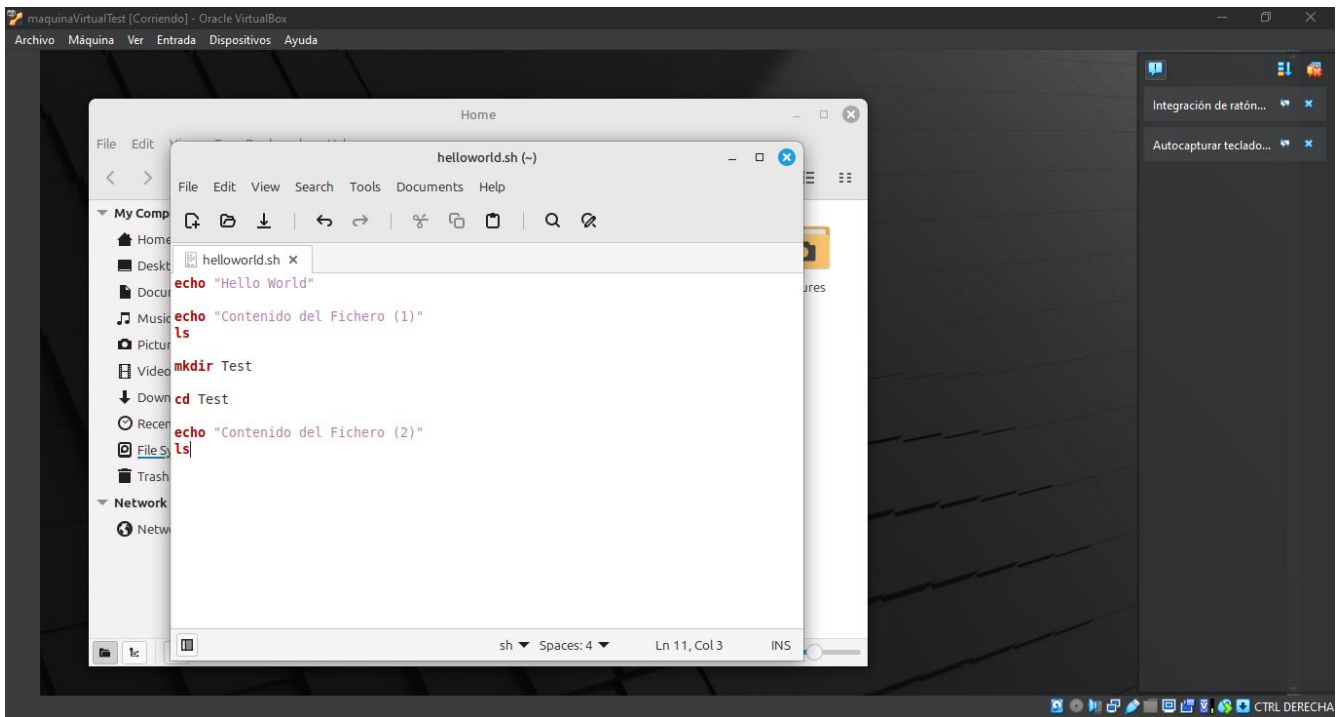 maquinaVirtualTest [Corriendo] - Oracle VirtualBox
Archivo Máquina Ver Entrada Dispositivos Ayuda
Integración de ratón...
Autocapturar teclado...
Home
File Edit
helloworld.sh (~)
File Edit View Search Tools Documents Help
helloworld.sh
echo "Hello World"
echo "Contenido del Fichero (1)"
ls
mkdir Test
cd Test
echo "Contenido del Fichero (2)"
ls
sh Spaces: 4 Ln 11, Col 3 INS
My Comp
Home
Deskt
Docu
Music
Pictur
Video
Down
Recen
File Sy
Trash
Network
Netw
ures
CTRL DERECHA